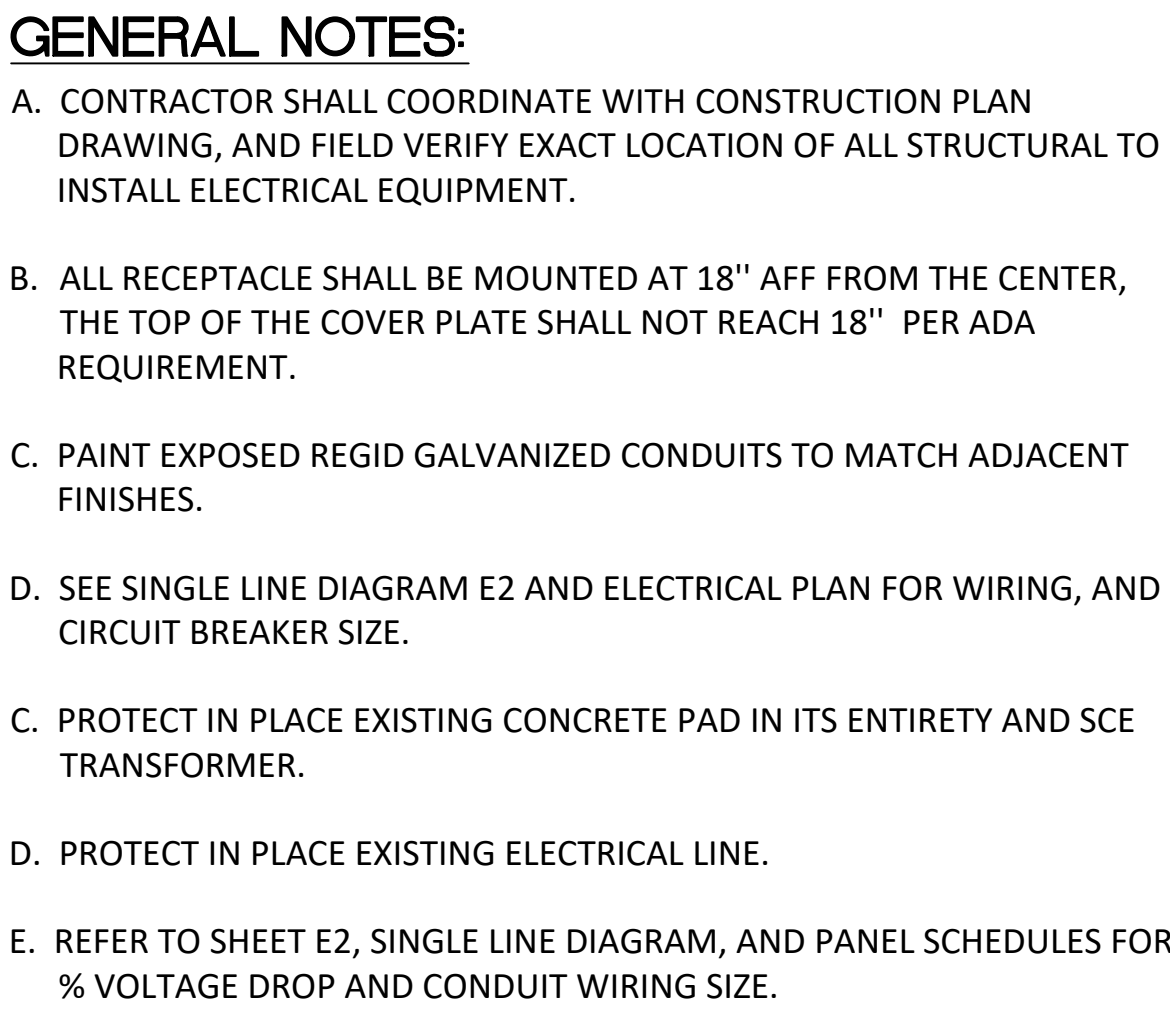 GENERAL NOTES:
A. CONTRACTOR SHALL COORDINATE WITH CONSTRUCTION PLAN
DRAWING, AND FIELD VERIFY EXACT LOCATION OF ALL STRUCTURAL TO
INSTALL ELECTRICAL EQUIPMENT.
B. ALL RECEPTACLE SHALL BE MOUNTED AT 18'' AFF FROM THE CENTER,
THE TOP OF THE COVER PLATE SHALL NOT REACH 18'' PER ADA
REQUIREMENT.
C. PAINT EXPOSED REGID GALVANIZED CONDUITS TO MATCH ADJACENT
FINISHES.
D. SEE SINGLE LINE DIAGRAM E2 AND ELECTRICAL PLAN FOR WIRING, AND
CIRCUIT BREAKER SIZE.
C. PROTECT IN PLACE EXISTING CONCRETE PAD IN ITS ENTIRETY AND SCE
TRANSFORMER.
D. PROTECT IN PLACE EXISTING ELECTRICAL LINE.
E. REFER TO SHEET E2, SINGLE LINE DIAGRAM, AND PANEL SCHEDULES FOR
% VOLTAGE DROP AND CONDUIT WIRING SIZE.